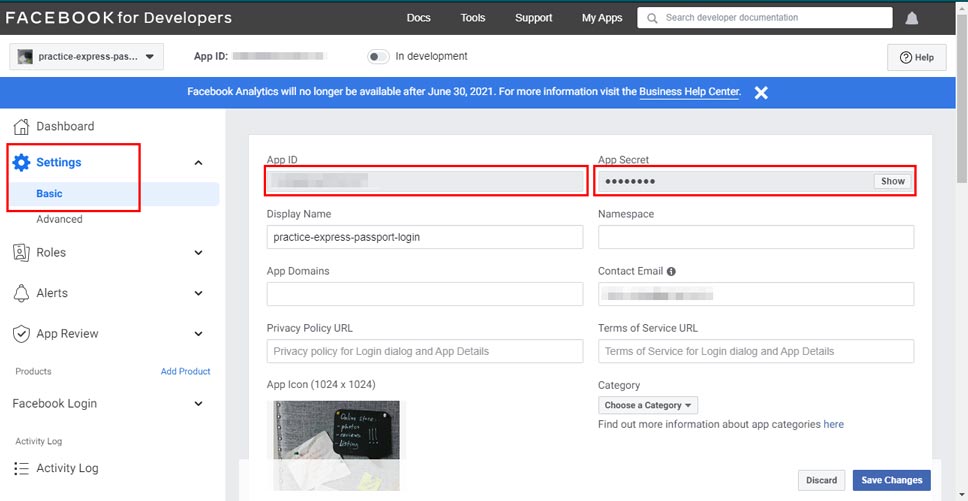 FACEBOOK for Developers
Docs Tools Support My Apps Search developer documentation
practice-express-pas... App ID: In development Help
Facebook Analytics will no longer be available after June 30, 2021. For more information visit the Business Help Center.
Dashboard
Settings
Basic
Advanced
Roles
Alerts
App Review
Products Add Product
Facebook Login
Activity Log
Activity Log
App ID
App Secret
●●●●●●●● Show
Display Name
practice-express-passport-login
Namespace
App Domains
Contact Email
Privacy Policy URL
Privacy policy for Login dialog and App Details
Terms of Service URL
Terms of Service for Login dialog and App Details
App Icon (1024 x 1024)
Online store:
- photos
- reviews
- listing
!!!
Category
Choose a Category
Find out more information about app categories here
Discard Save Changes